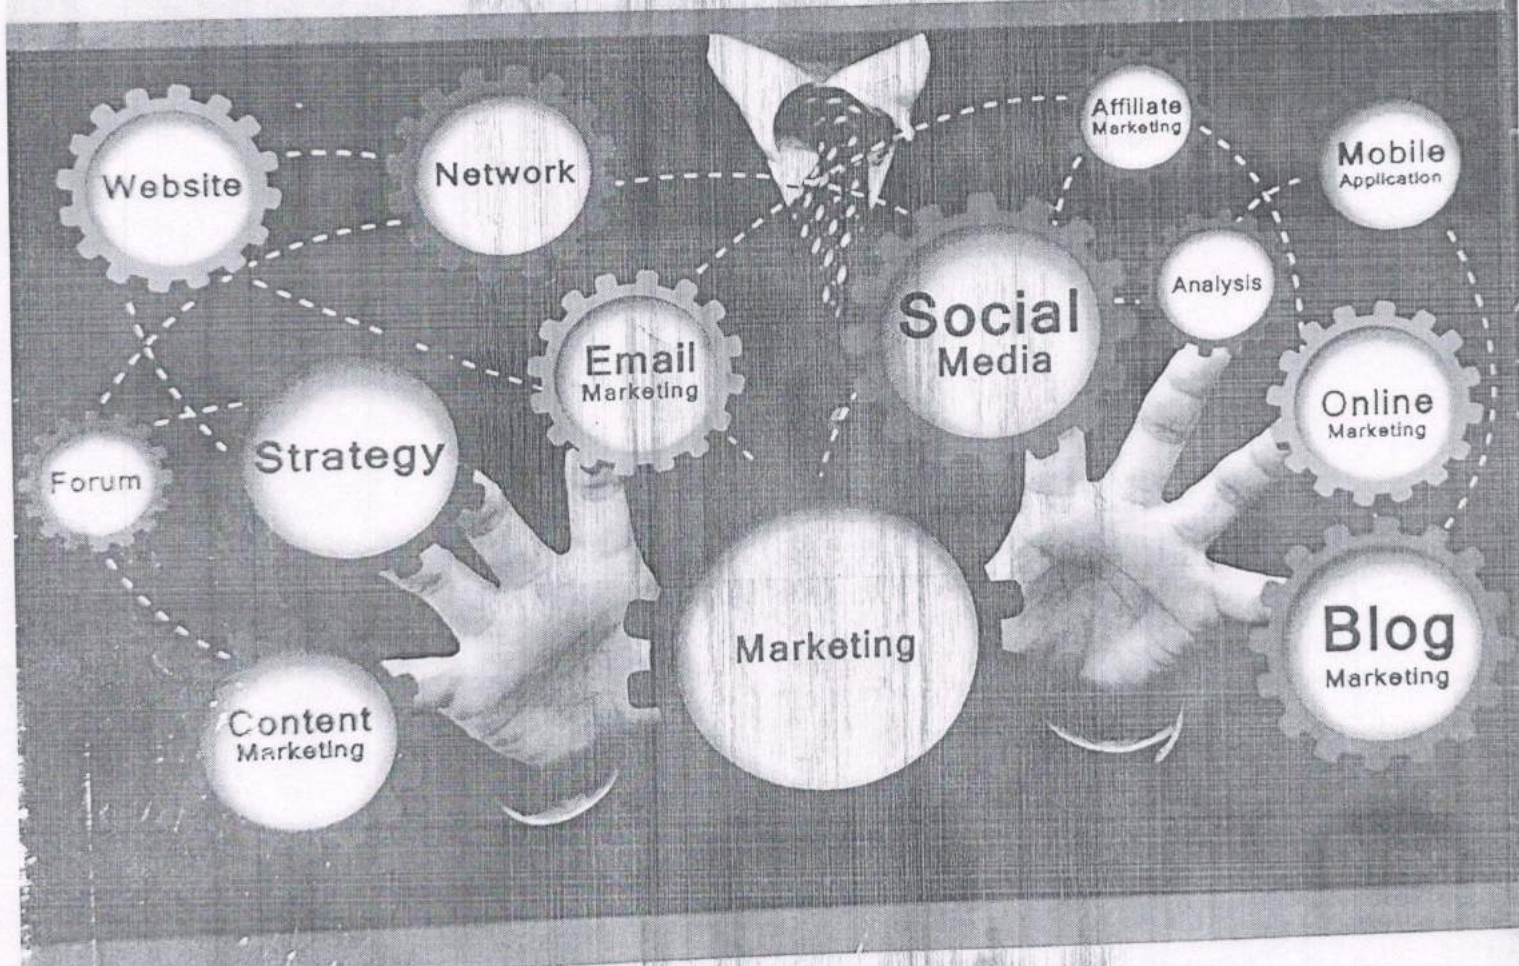 Website
Network
Affiliate
Marketing
Mobile
Application
Social
Media
Analysis
Email
Marketing
Online
Marketing
Strategy
Forum
Marketing
Blog
Marketing
Content
Marketing